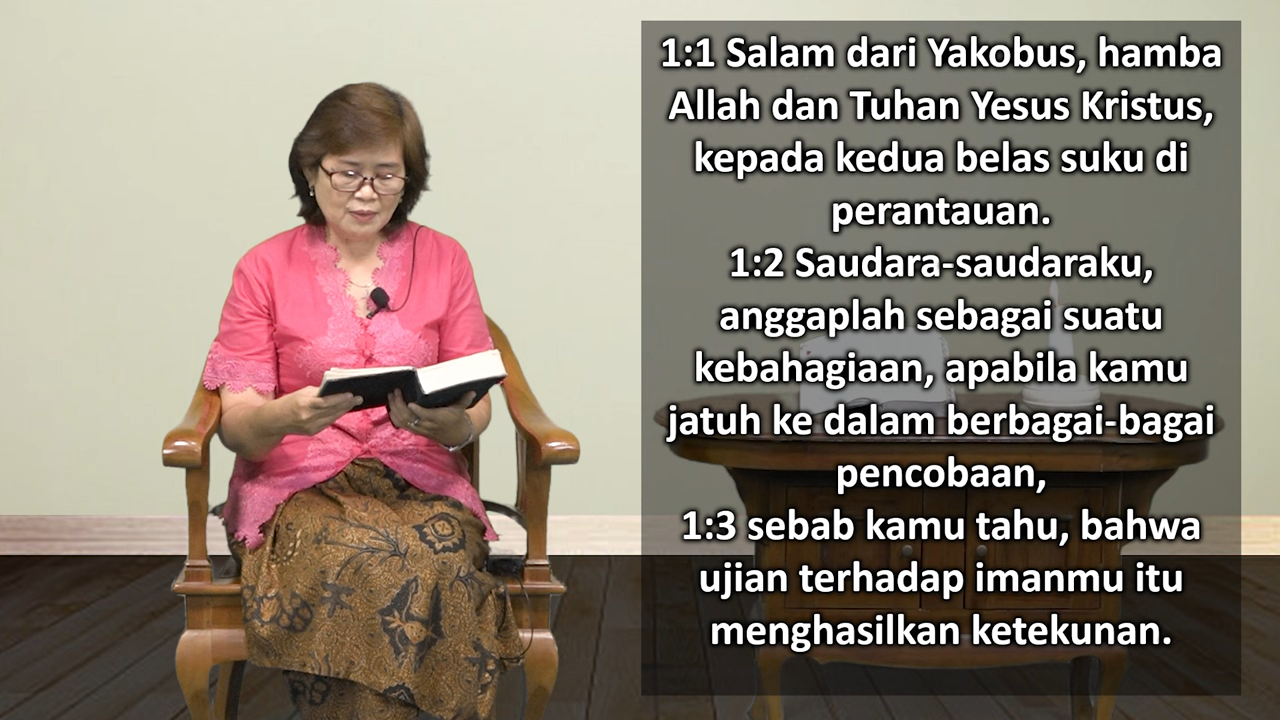 1:1 Salam dari Yakobus, hamba
Allah dan Tuhan Yesus Kristus,
kepada kedua belas suku di
perantauan.
1:2 Saudara-saudaraku,
anggaplah sebagai suatu
kebahagiaan, apabila kamu
jatuh ke dalam berbagai-bagai
pencobaan,
1:3 sebab kamu tahu, bahwa
ujian terhadap imanmu itu
menghasilkan ketekunan.